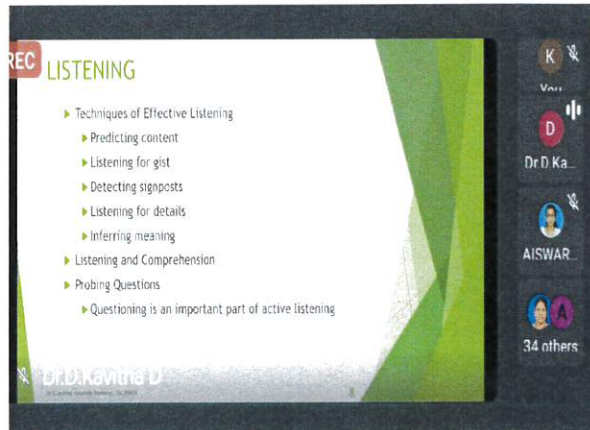 REC
LISTENING
Techniques of Effective Listening
Predicting content
Listening for gist
Detecting signposts
Listening for details
Inferring meaning
Listening and Comprehension
Probing Questions
Questioning is an important part of active listening
Dr.D.Kavitha D
8
K
You
D
Dr.D.Ka...
AISWAR...
A
34 others